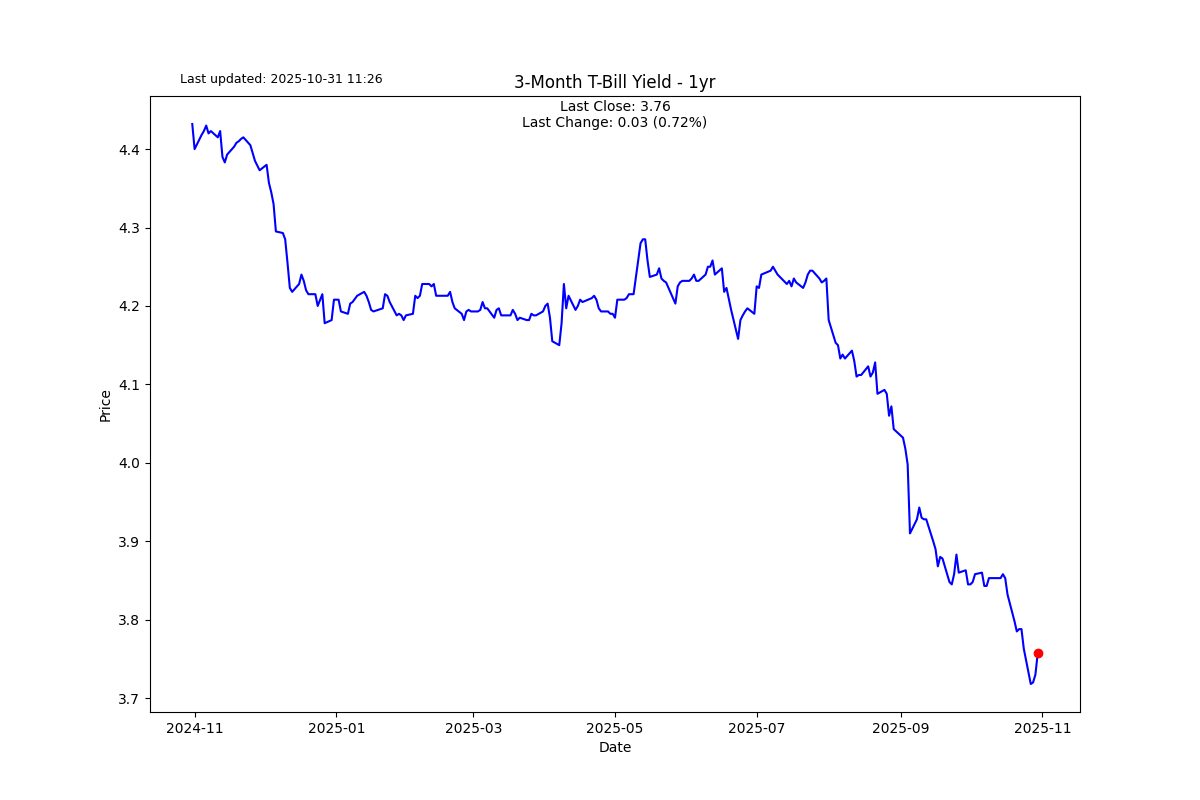 Last updated: 2025-10-31 11:26
3-Month T-Bill Yield - 1yr
Last Close: 3.76
Last Change: 0.03 (0.72%)
Price
4.4
4.3
4.2
4.1
4.0
3.9
3.8
3.7
2024-11
2025-01
2025-03
2025-05
2025-07
2025-09
2025-11
Date